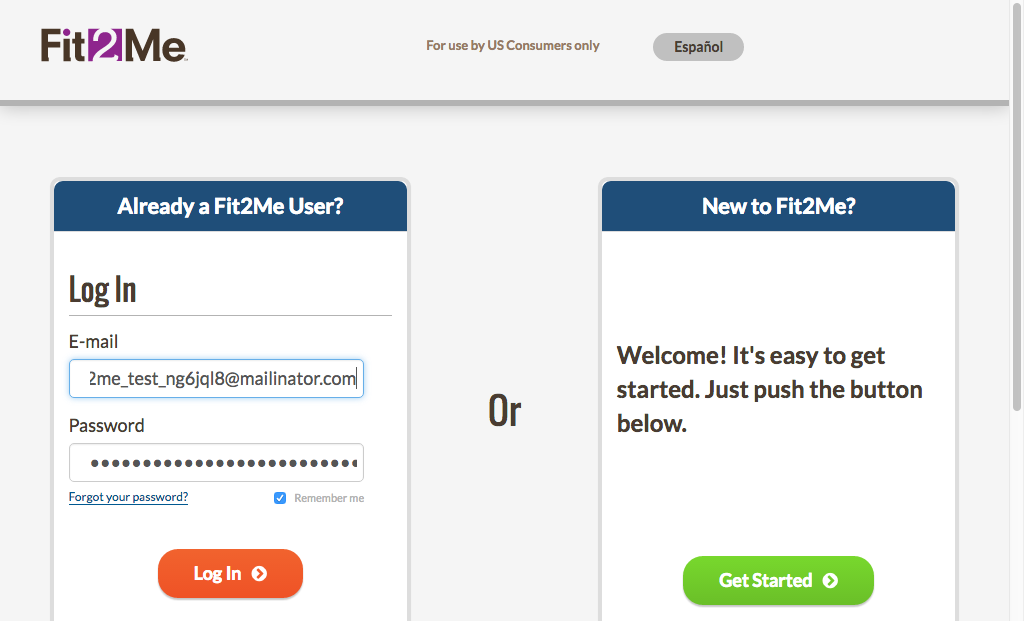 Fit2Me
For use by US Consumers only
Español
Already a Fit2Me User?
Log In
E-mail
2me_test_ng6jql8@mailinator.com
Password
Forgot your password?
Remember me
Log In
Or
New to Fit2Me?
Welcome! It's easy to get
started. Just push the button
below.
Get Started